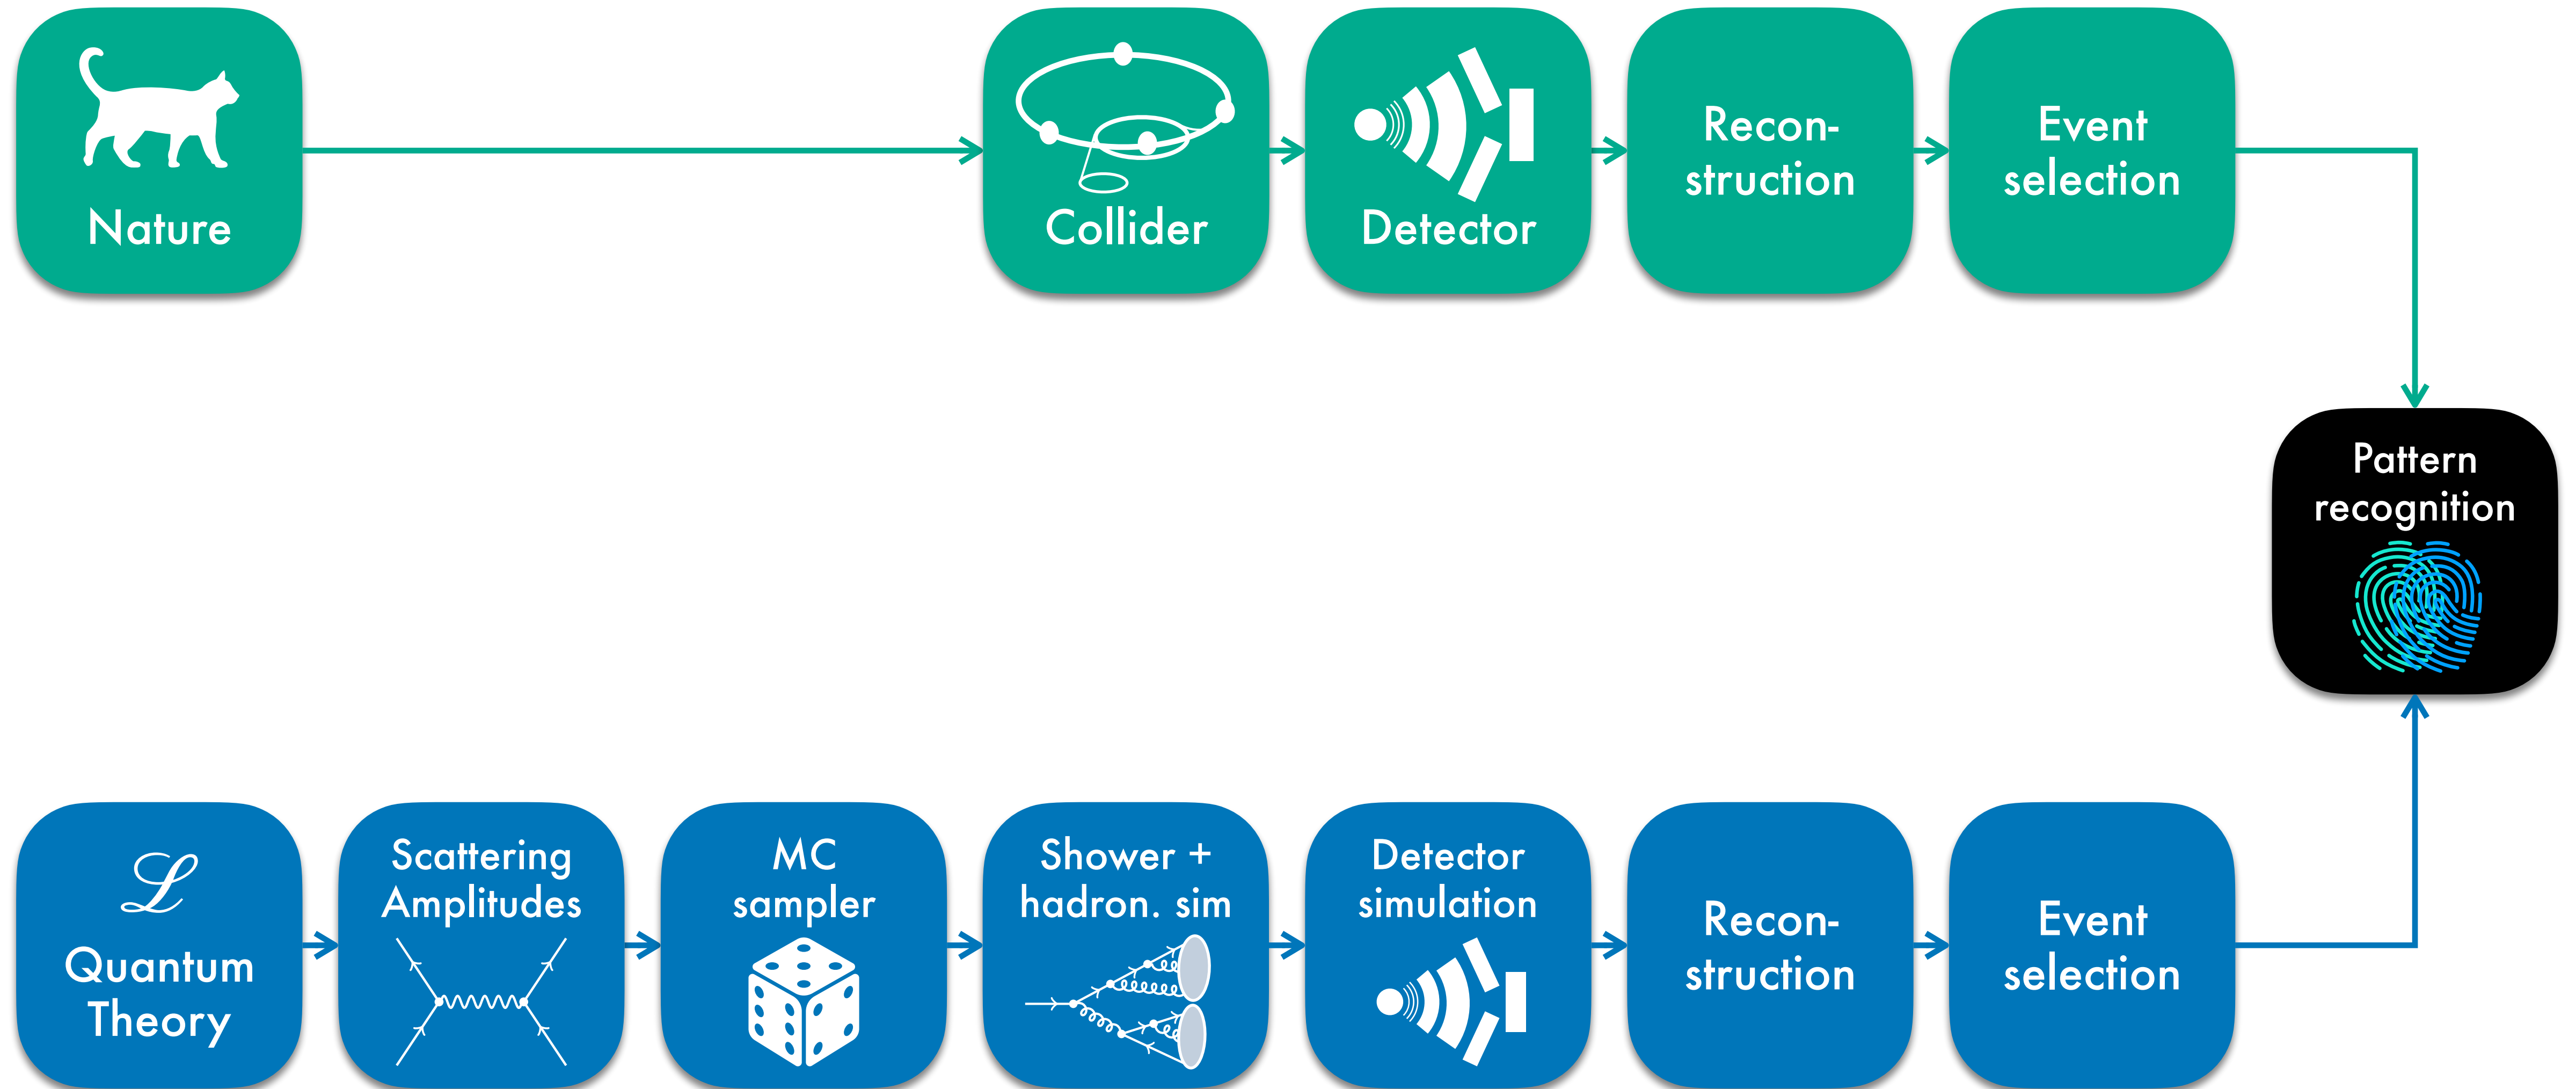 Nature
Collider
Detector
Recon-
struction
Event
selection
Pattern
recognition
ℒ
Quantum
Theory
Scattering
Amplitudes
MC
sampler
Shower +
hadron. sim
Detector
simulation
Recon-
struction
Event
selection